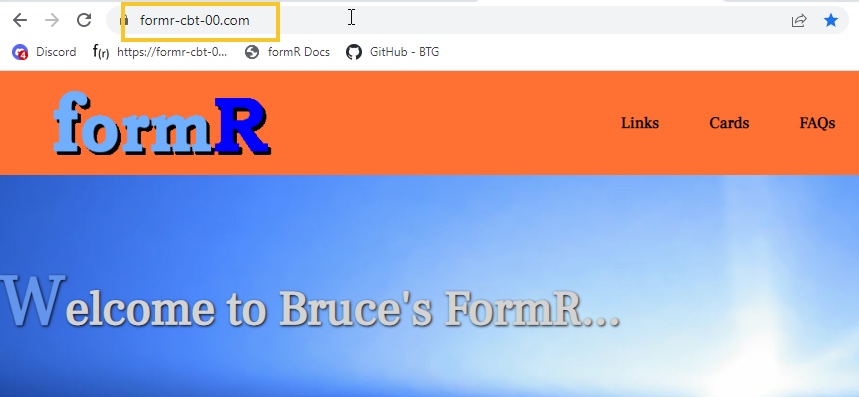 formr-cbt-00.com
4 Discord f(r) https://formr-cbt-0... formR Docs GitHub - BTG
formR Links Cards FAQs
Welcome to Bruce's FormR...